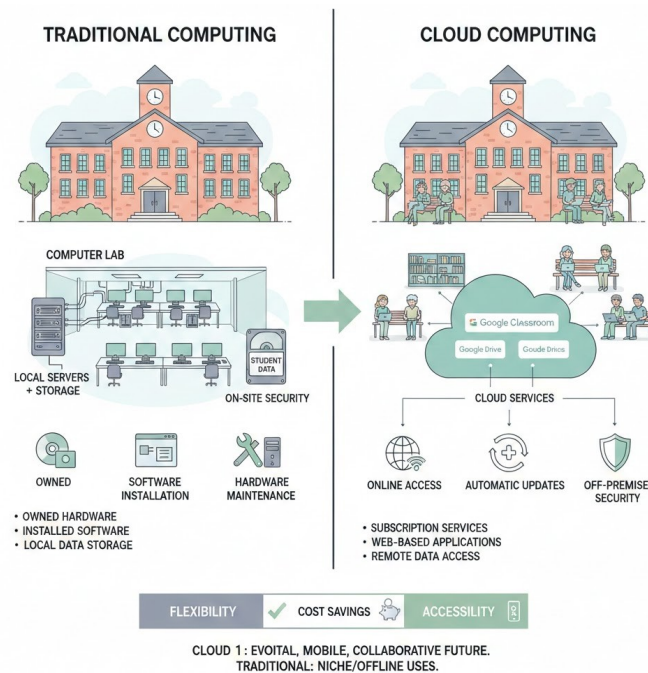 TRADITIONAL COMPUTING
COMPUTER LAB
LOCAL SERVERS
+ STORAGE
STUDENT
DATA
ON-SITE SECURITY
OWNED
SOFTWARE
INSTALLATION
HARDWARE
MAINTENANCE
• OWNED HARDWARE
• INSTALLED SOFTWARE
• LOCAL DATA STORAGE
CLOUD COMPUTING
Google Classroom
Google Drive
Goude Drincs
CLOUD SERVICES
ONLINE ACCESS
AUTOMATIC UPDATES
OFF-PREMISE
SECURITY
• SUBSCRIPTION SERVICES
• WEB-BASED APPLICATIONS
• REMOTE DATA ACCESS
FLEXIBILITY
COST SAVINGS
ACCESSILITY
CLOUD 1 : EVOITAL, MOBILE, COLLABORATIVE FUTURE.
TRADITIONAL: NICHE/OFFLINE USES.